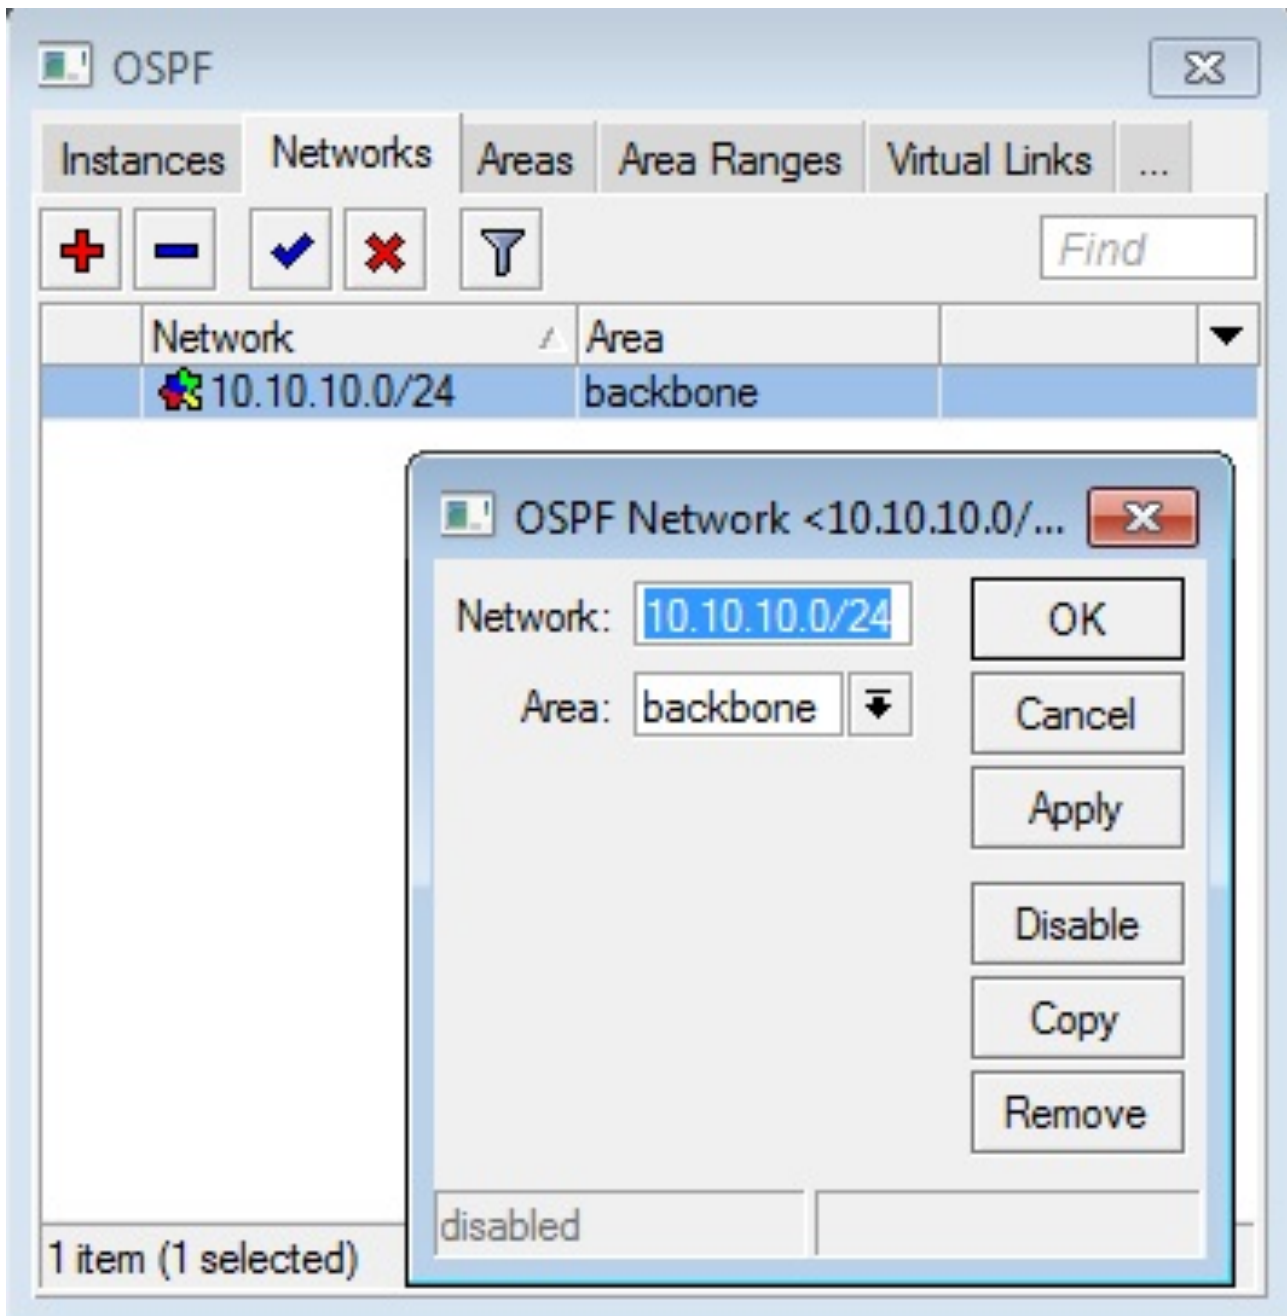 OSPF
Instances Networks Areas Area Ranges Virtual Links ...
Find
Network Area
10.10.10.0/24 backbone
OSPF Network <10.10.10.0/...
Network: 10.10.10.0/24 OK
Area: backbone Cancel
Apply
Disable
Copy
Remove
disabled
1 item (1 selected)